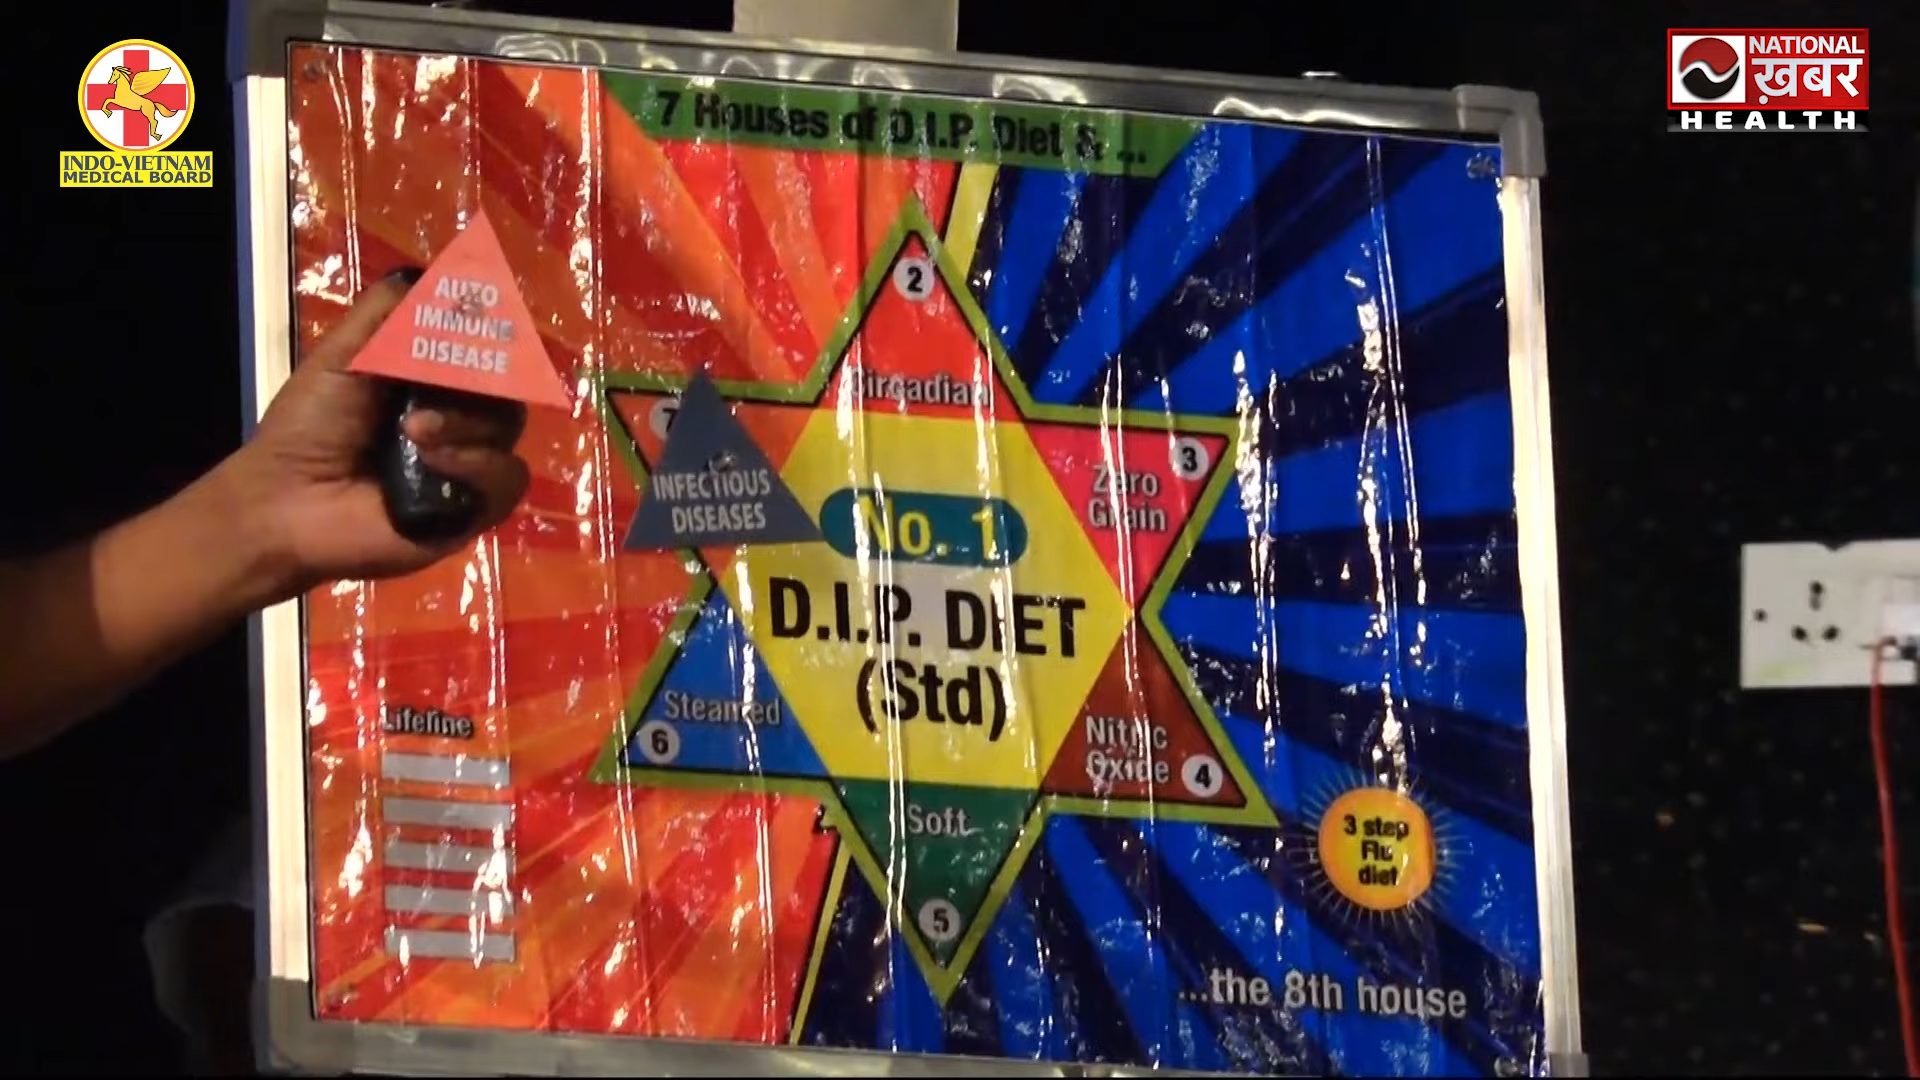 INDO-VIETNAM
MEDICAL BOARD
NATIONAL
ख़बर
HEALTH
7 Houses of D.I.P. Diet & ...
AUTO
IMMUNE
DISEASE
2
Circadian
7
INFECTIOUS
DISEASES
3
Zero
Grain
No. 1
D.I.P. DIET
(Std)
Steamed
6
Nitric
Oxide
4
Soft
5
Lifeline
3 step
Flu
diet
...the 8th house